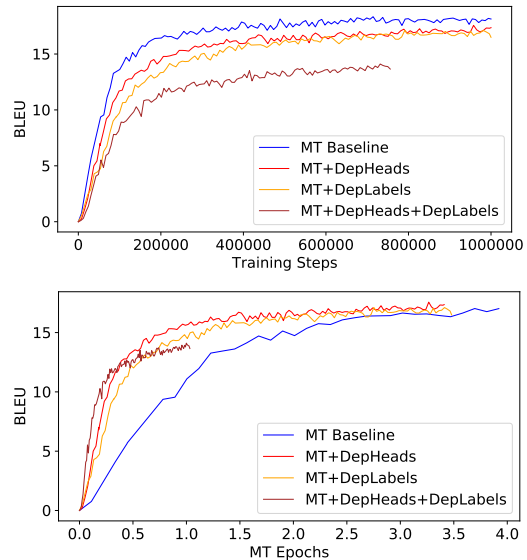 15
10
5
0
BLEU
MT Baseline
MT+DepHeads
MT+DepLabels
MT+DepHeads+DepLabels
0 200000 400000 600000 800000 1000000
Training Steps
15
10
5
0
BLEU
MT Baseline
MT+DepHeads
MT+DepLabels
MT+DepHeads+DepLabels
0.0 0.5 1.0 1.5 2.0 2.5 3.0 3.5 4.0
MT Epochs